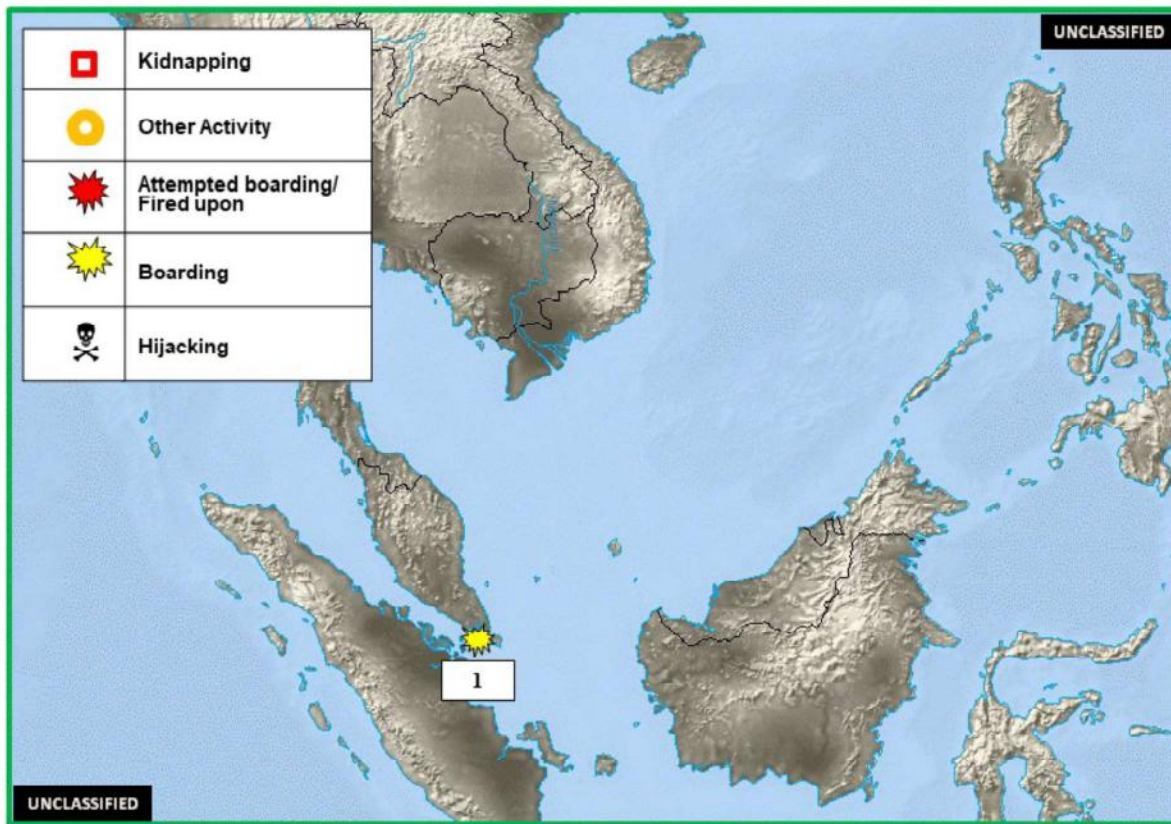 UNCLASSIFIED
Kidnapping
Other Activity
Attempted boarding/
Fired upon
Boarding
Hijacking
1
UNCLASSIFIED